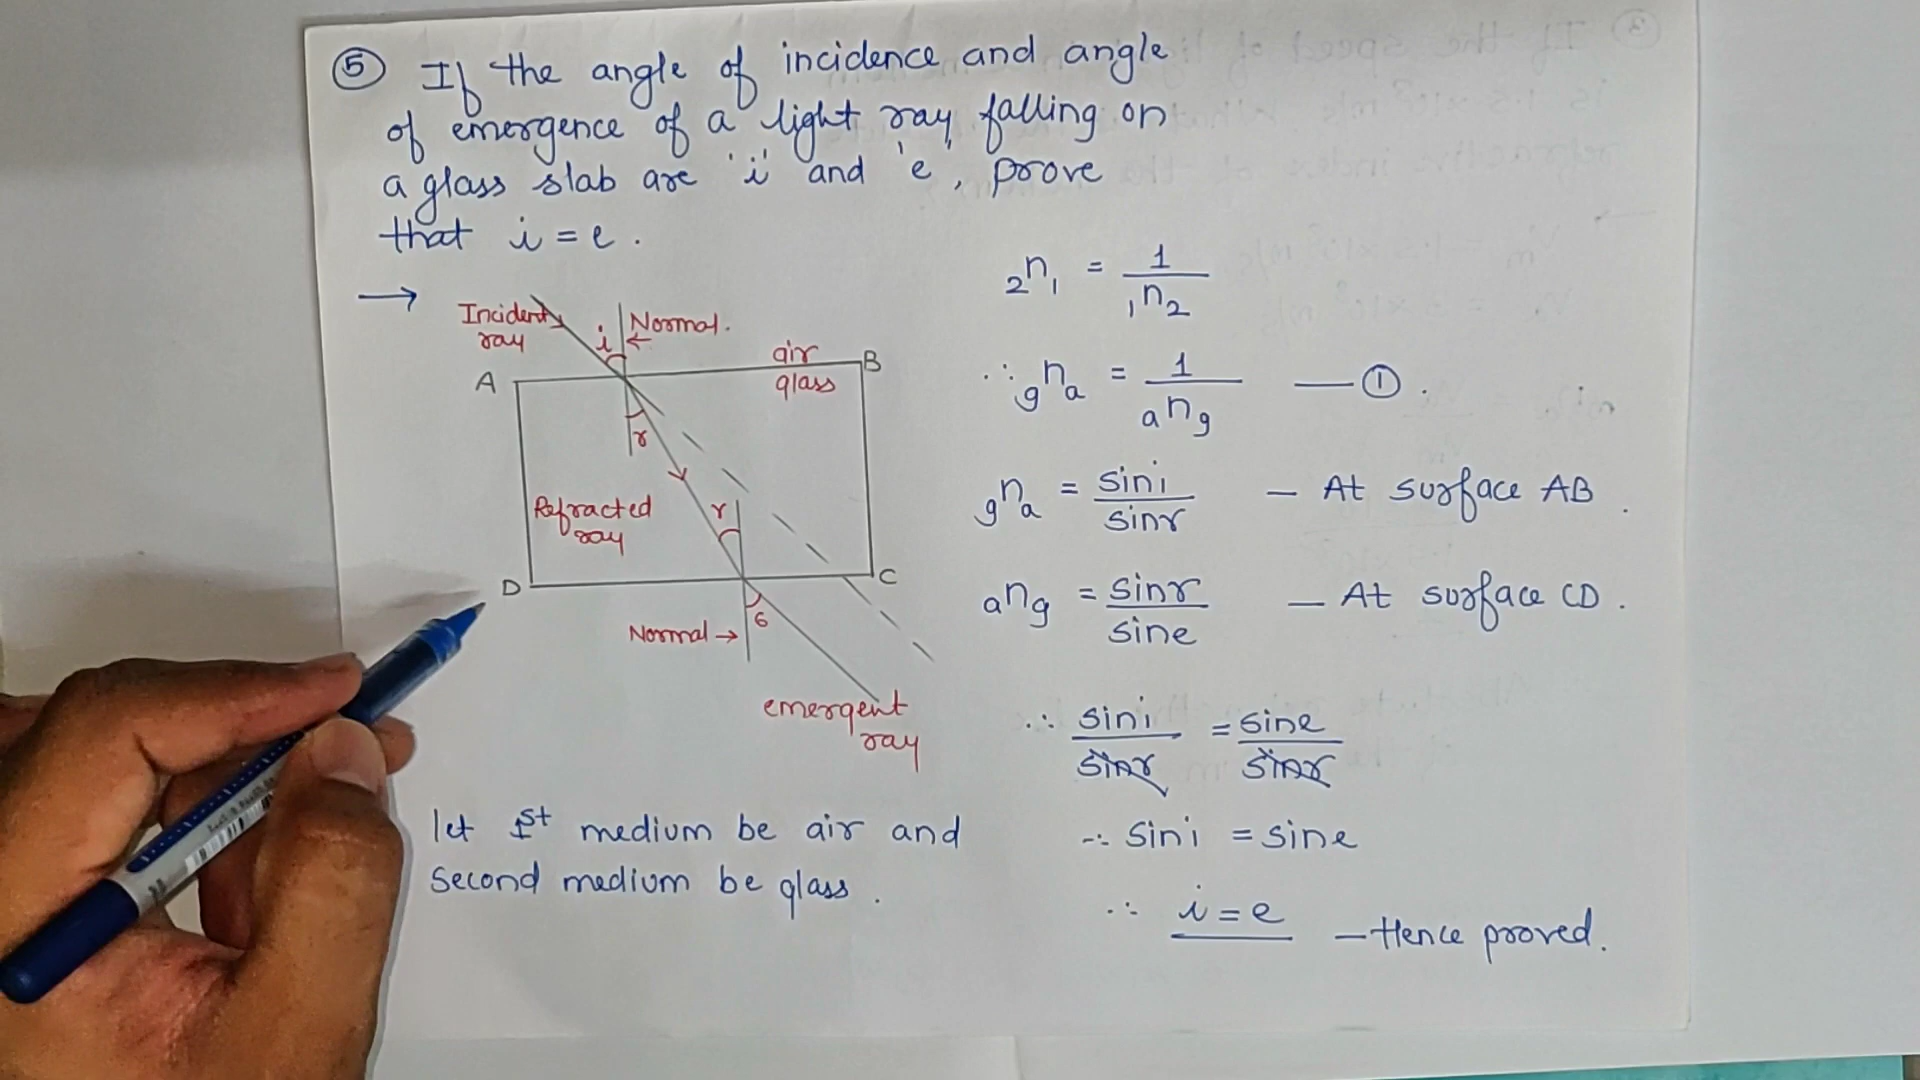 ⑤ If the angle of incidence and angle
of emergence of a light ray falling on
a glass slab are 'i' and 'e', prove
that i = e .
→
Incident
ray
i
Normal.
←
air
glass
A
B
r
Refracted
ray
r
D
C
Normal →
e
emergent
ray
let 1st medium be air and
second medium be glass .
₂n₁ = 1/₁n₂
∴ gna = 1/ang — ① .
gna = sini/sinr — At surface AB .
ang = sinr/sine — At surface CD .
∴ sini/sinr = sine/sinr
∴ sini = sine
∴ i = e — Hence proved.